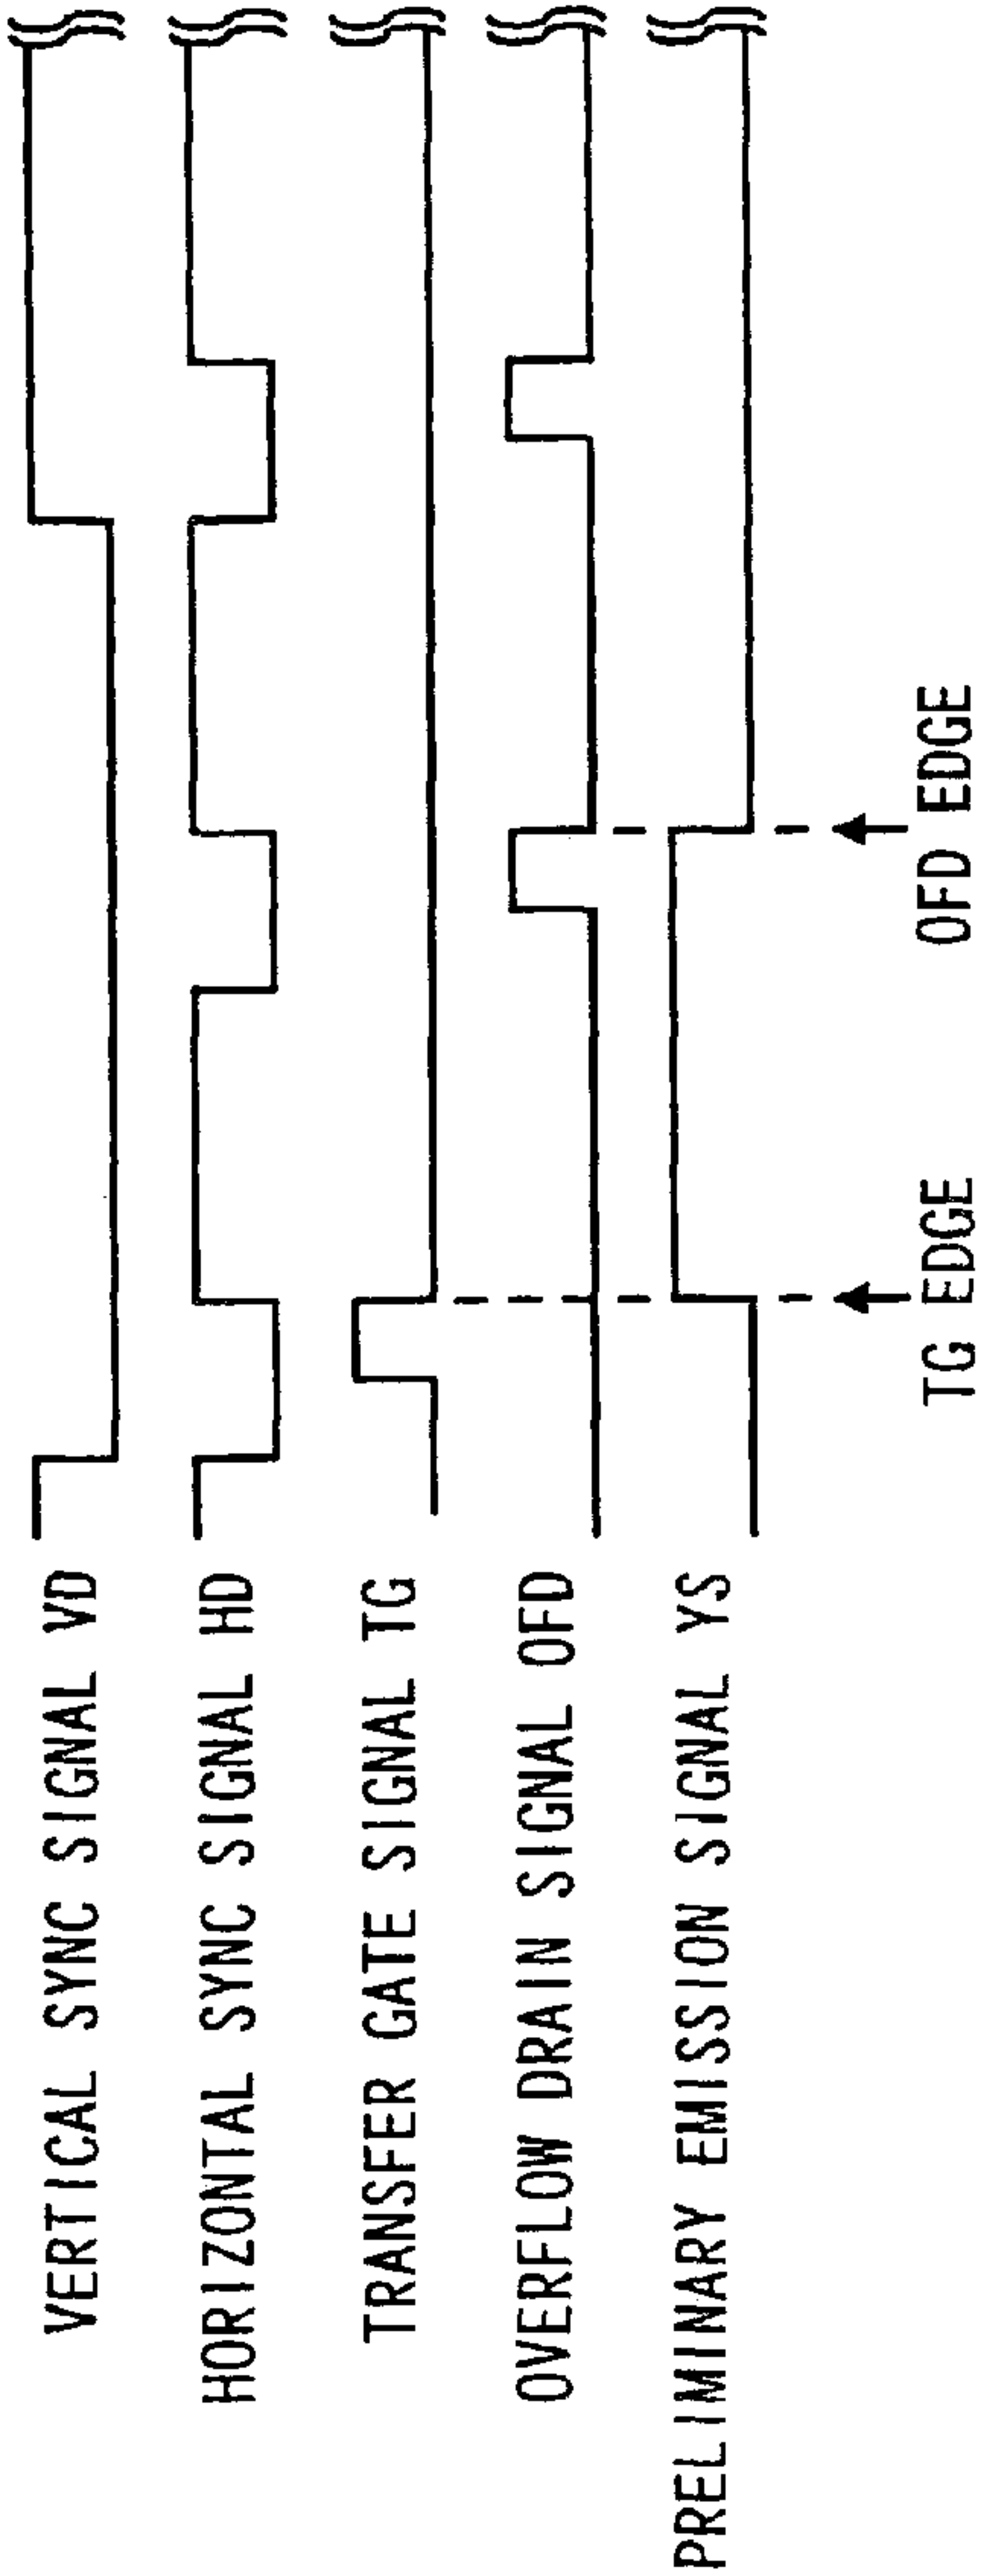 VERTICAL SYNC SIGNAL VD
HORIZONTAL SYNC SIGNAL HD
TRANSFER GATE SIGNAL TG
OVERFLOW DRAIN SIGNAL OFD
PRELIMINARY EMISSION SIGNAL YS
TG EDGE
OFD EDGE